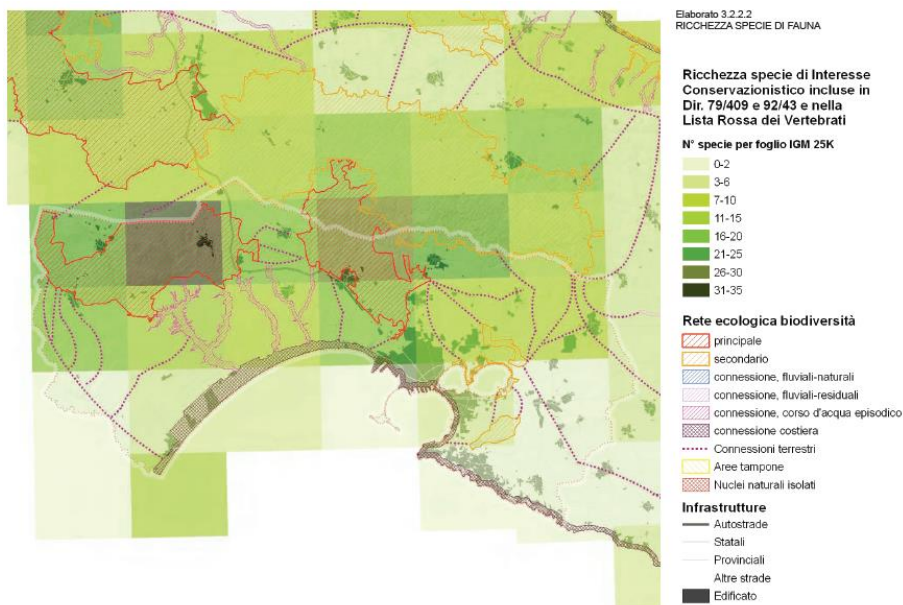 Elaborato 3.2.2.2
RICCHEZZA SPECIE DI FAUNA
Ricchezza specie di Interesse
Conservazionistico incluse in
Dir. 79/409 e 92/43 e nella
Lista Rossa dei Vertebrati
N° specie per foglio IGM 25K
0-2
3-6
7-10
11-15
16-20
21-25
26-30
31-35
Rete ecologica biodiversità
principale
secondario
connessione, fluviali-naturali
connessione, fluviali-residuali
connessione, corso d'acqua episodico
connessione costiera
Connessioni terrestri
Aree tampone
Nuclei naturali isolati
Infrastrutture
Autostrade
Statali
Provinciali
Altre strade
Edificato